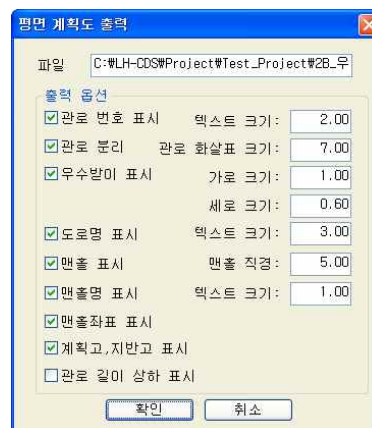 평면 계획도 출력
파일 C:\LH-CDS\Project\Test_Project\2B_우
출력 옵션
관로 번호 표시 텍스트 크기: 2.00
관로 분리 관로 화살표 크기: 7.00
우수받이 표시 가로 크기: 1.00
세로 크기: 0.60
도로명 표시 텍스트 크기: 3.00
맨홀 표시 맨홀 직경: 5.00
맨홀명 표시 텍스트 크기: 1.00
맨홀좌표 표시
계획고,지반고 표시
관로 길이 상하 표시
확인 취소